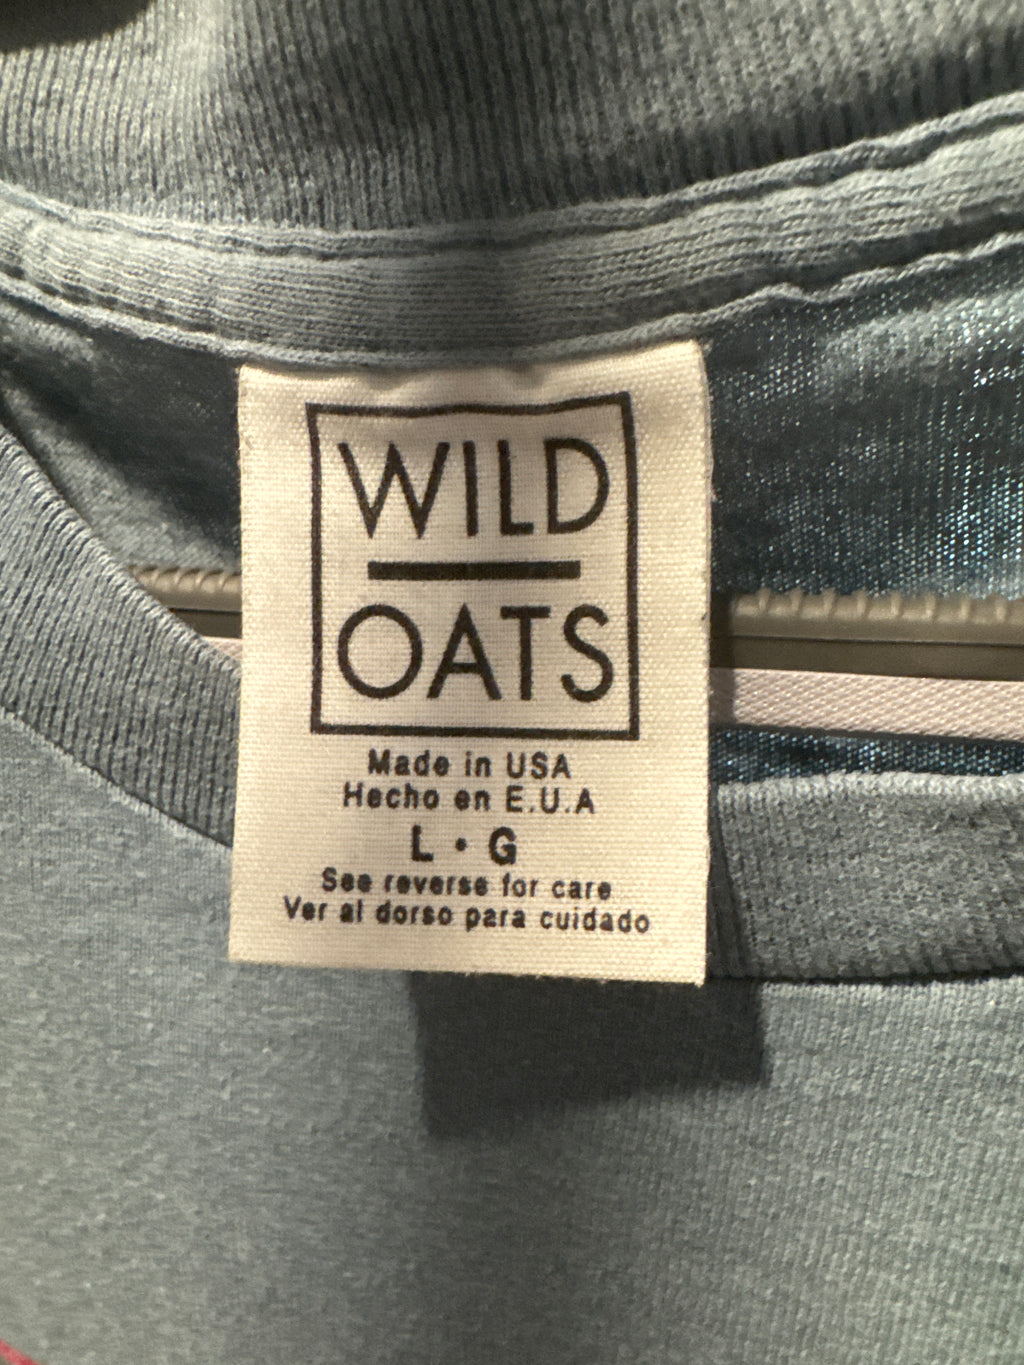 WILD
OATS
Made in USA
Hecho en E.U.A
L • G
See reverse for care
Ver al dorso para cuidado